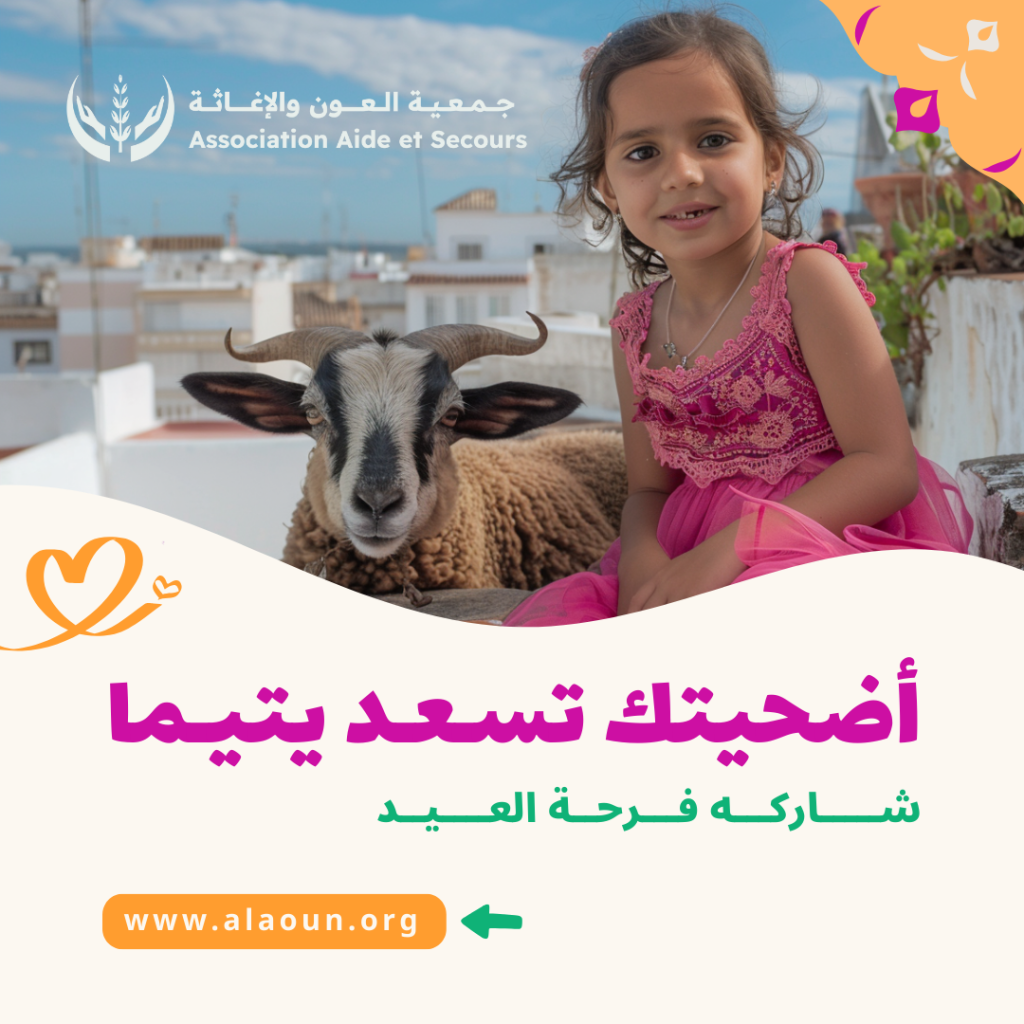 جمعية العون والإغاثة
Association Aide et Secours
أضحيتك تسعد يتيما
شاركه فرحة العيد
www.alaoun.org